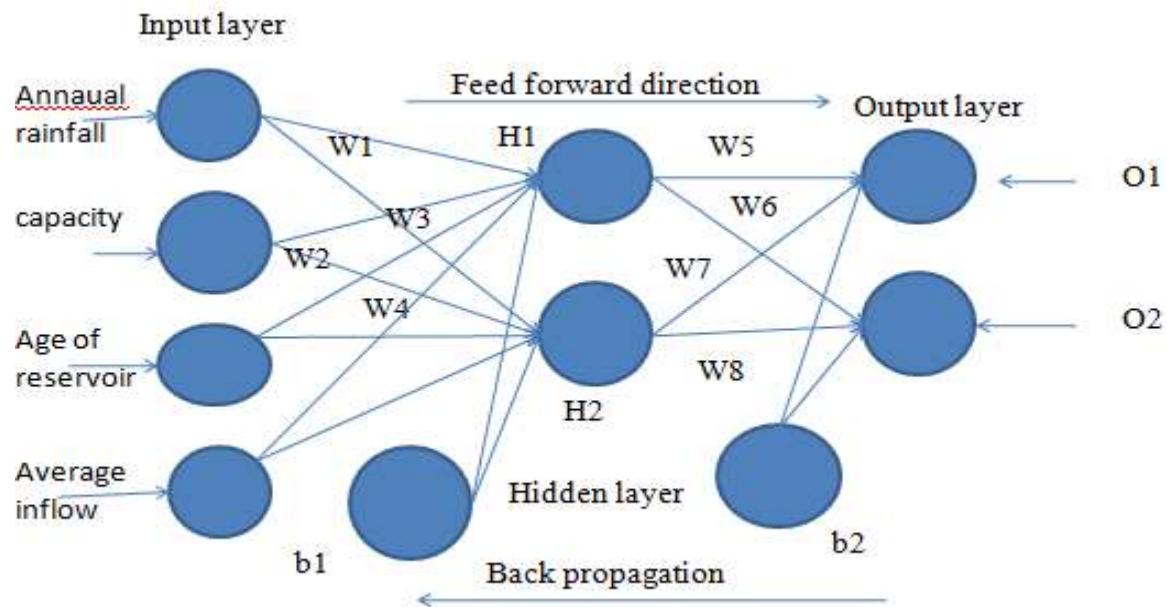 Input layer
Feed forward direction
Output layer
Annaual
rainfall
capacity
Age of
reservoir
Average
inflow
W1
W3
W2
W4
H1
H2
W5
W6
W7
W8
O1
O2
Hidden layer
b1
b2
Back propagation